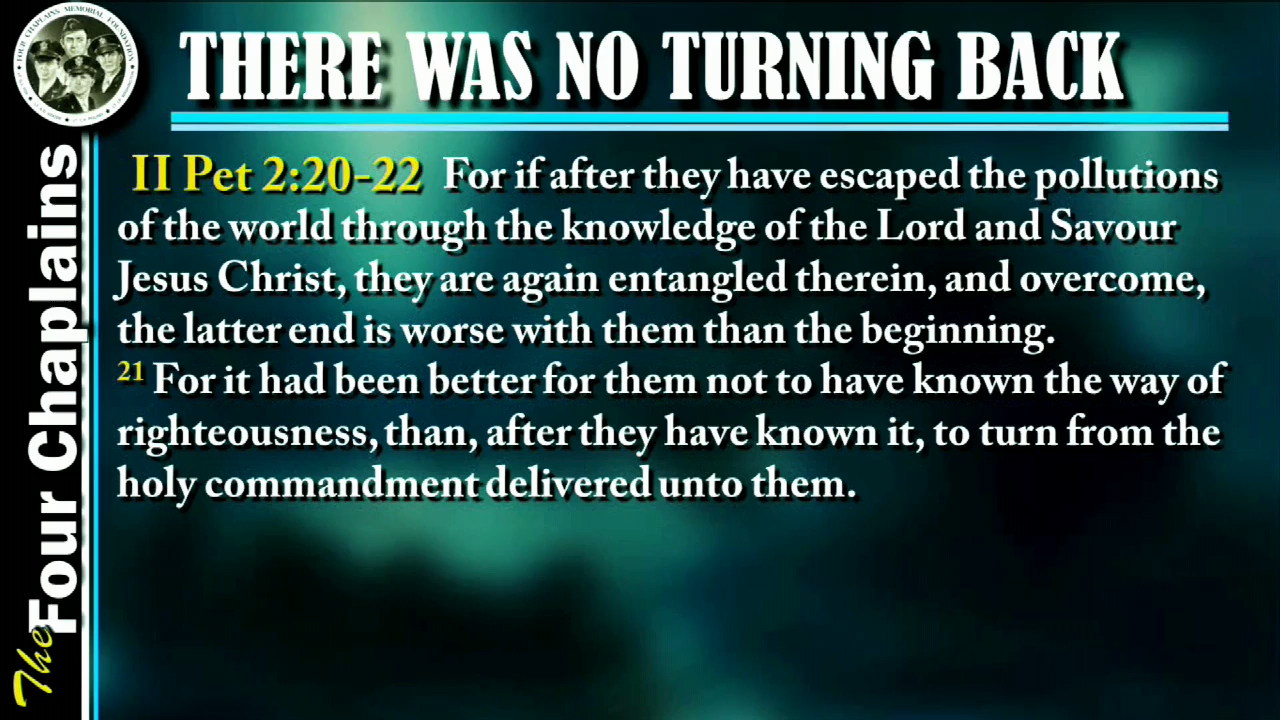 THERE WAS NO TURNING BACK
II Pet 2:20-22 For if after they have escaped the pollutions
of the world through the knowledge of the Lord and Savour
Jesus Christ, they are again entangled therein, and overcome,
the latter end is worse with them than the beginning.
21 For it had been better for them not to have known the way of
righteousness, than, after they have known it, to turn from the
holy commandment delivered unto them.
The Four Chaplains
FOUR CHAPLAINS MEMORIAL FOUNDATION